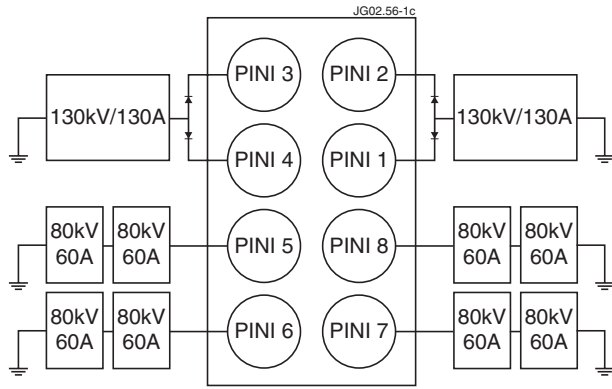 JG02.56-1c
PINI 3
PINI 2
130kV/130A
130kV/130A
PINI 4
PINI 1
80kV
60A
80kV
60A
PINI 5
PINI 8
80kV
60A
80kV
60A
80kV
60A
80kV
60A
PINI 6
PINI 7
80kV
60A
80kV
60A